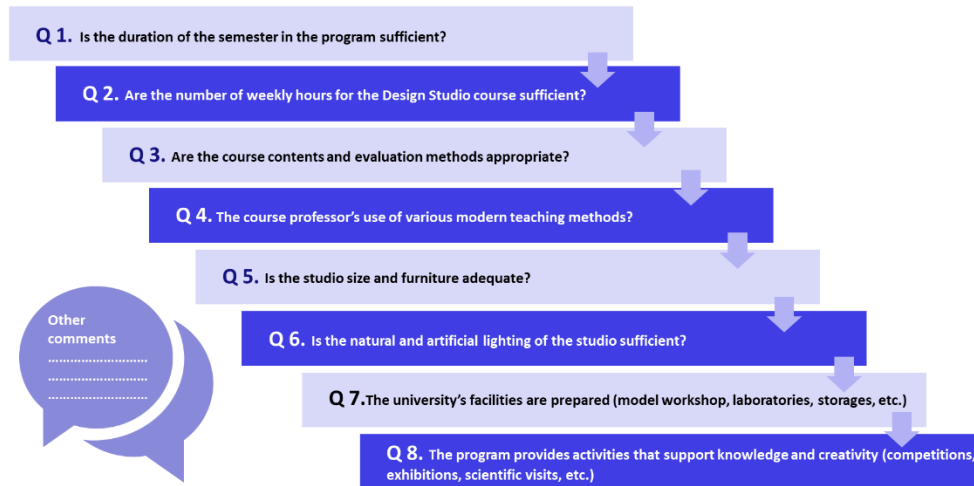 Q 1. Is the duration of the semester in the program sufficient?
Q 2. Are the number of weekly hours for the Design Studio course sufficient?
Q 3. Are the course contents and evaluation methods appropriate?
Q 4. The course professor's use of various modern teaching methods?
Q 5. Is the studio size and furniture adequate?
Q 6. Is the natural and artificial lighting of the studio sufficient?
Q 7.The university's facilities are prepared (model workshop, laboratories, storages, etc.)
Q 8. The program provides activities that support knowledge and creativity (competitions,
exhibitions, scientific visits, etc.)
Other
comments
...........................
...........................
...........................